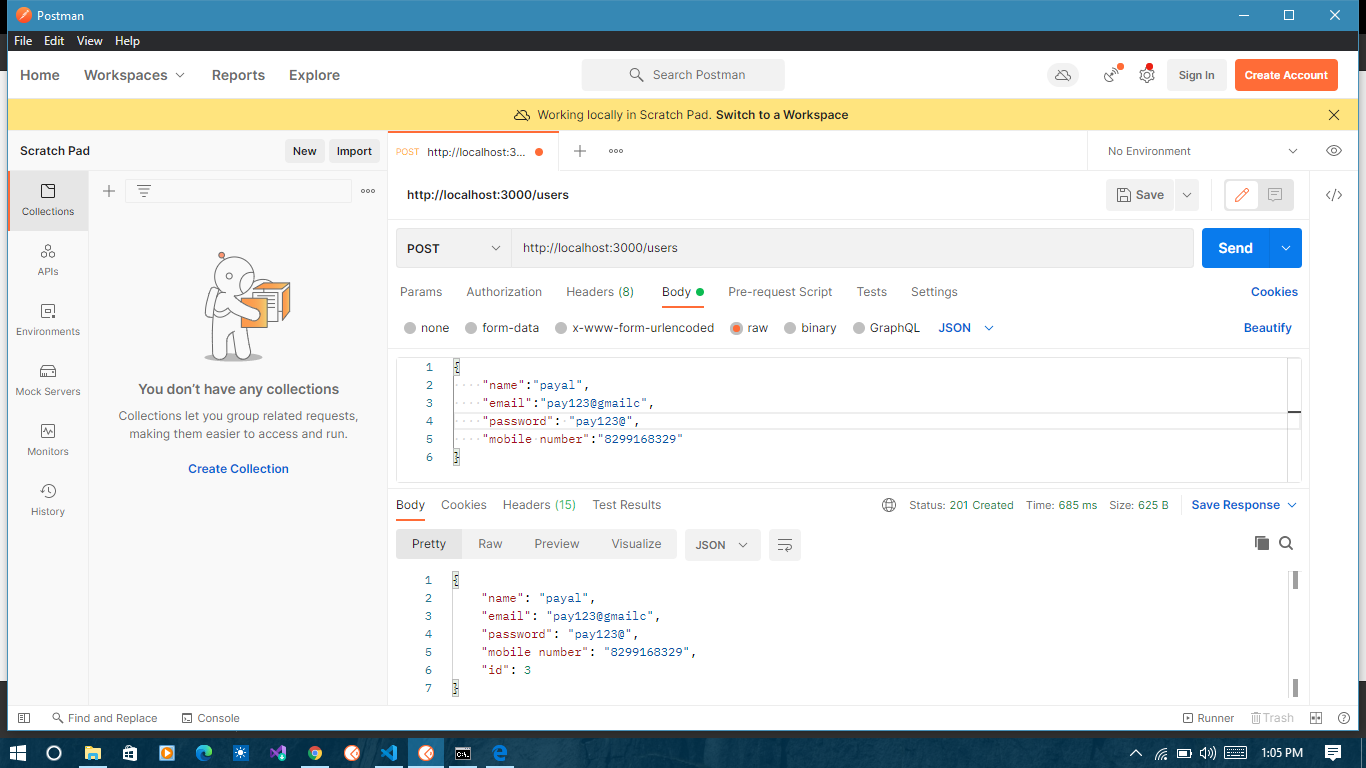 Postman
File Edit View Help
Home Workspaces Reports Explore Search Postman Sign In Create Account
Working locally in Scratch Pad. Switch to a Workspace
Scratch Pad New Import POST http://localhost:3... No Environment
http://localhost:3000/users Save
Collections
APIs
Environments
Mock Servers
Monitors
History
You don't have any collections
Collections let you group related requests,
making them easier to access and run.
Create Collection
POST http://localhost:3000/users Send
Params Authorization Headers (8) Body Pre-request Script Tests Settings Cookies
none form-data x-www-form-urlencoded raw binary GraphQL JSON Beautify
1 {
2 "name":"payal",
3 "email":"pay123@gmailc",
4 "password": "pay123@",
5 "mobile number":"8299168329"
6 }
Body Cookies Headers (15) Test Results Status: 201 Created Time: 685 ms Size: 625 B Save Response
Pretty Raw Preview Visualize JSON
1 {
2 "name": "payal",
3 "email": "pay123@gmailc",
4 "password": "pay123@",
5 "mobile number": "8299168329",
6 "id": 3
7 }
Find and Replace Console Runner Trash
1:05 PM